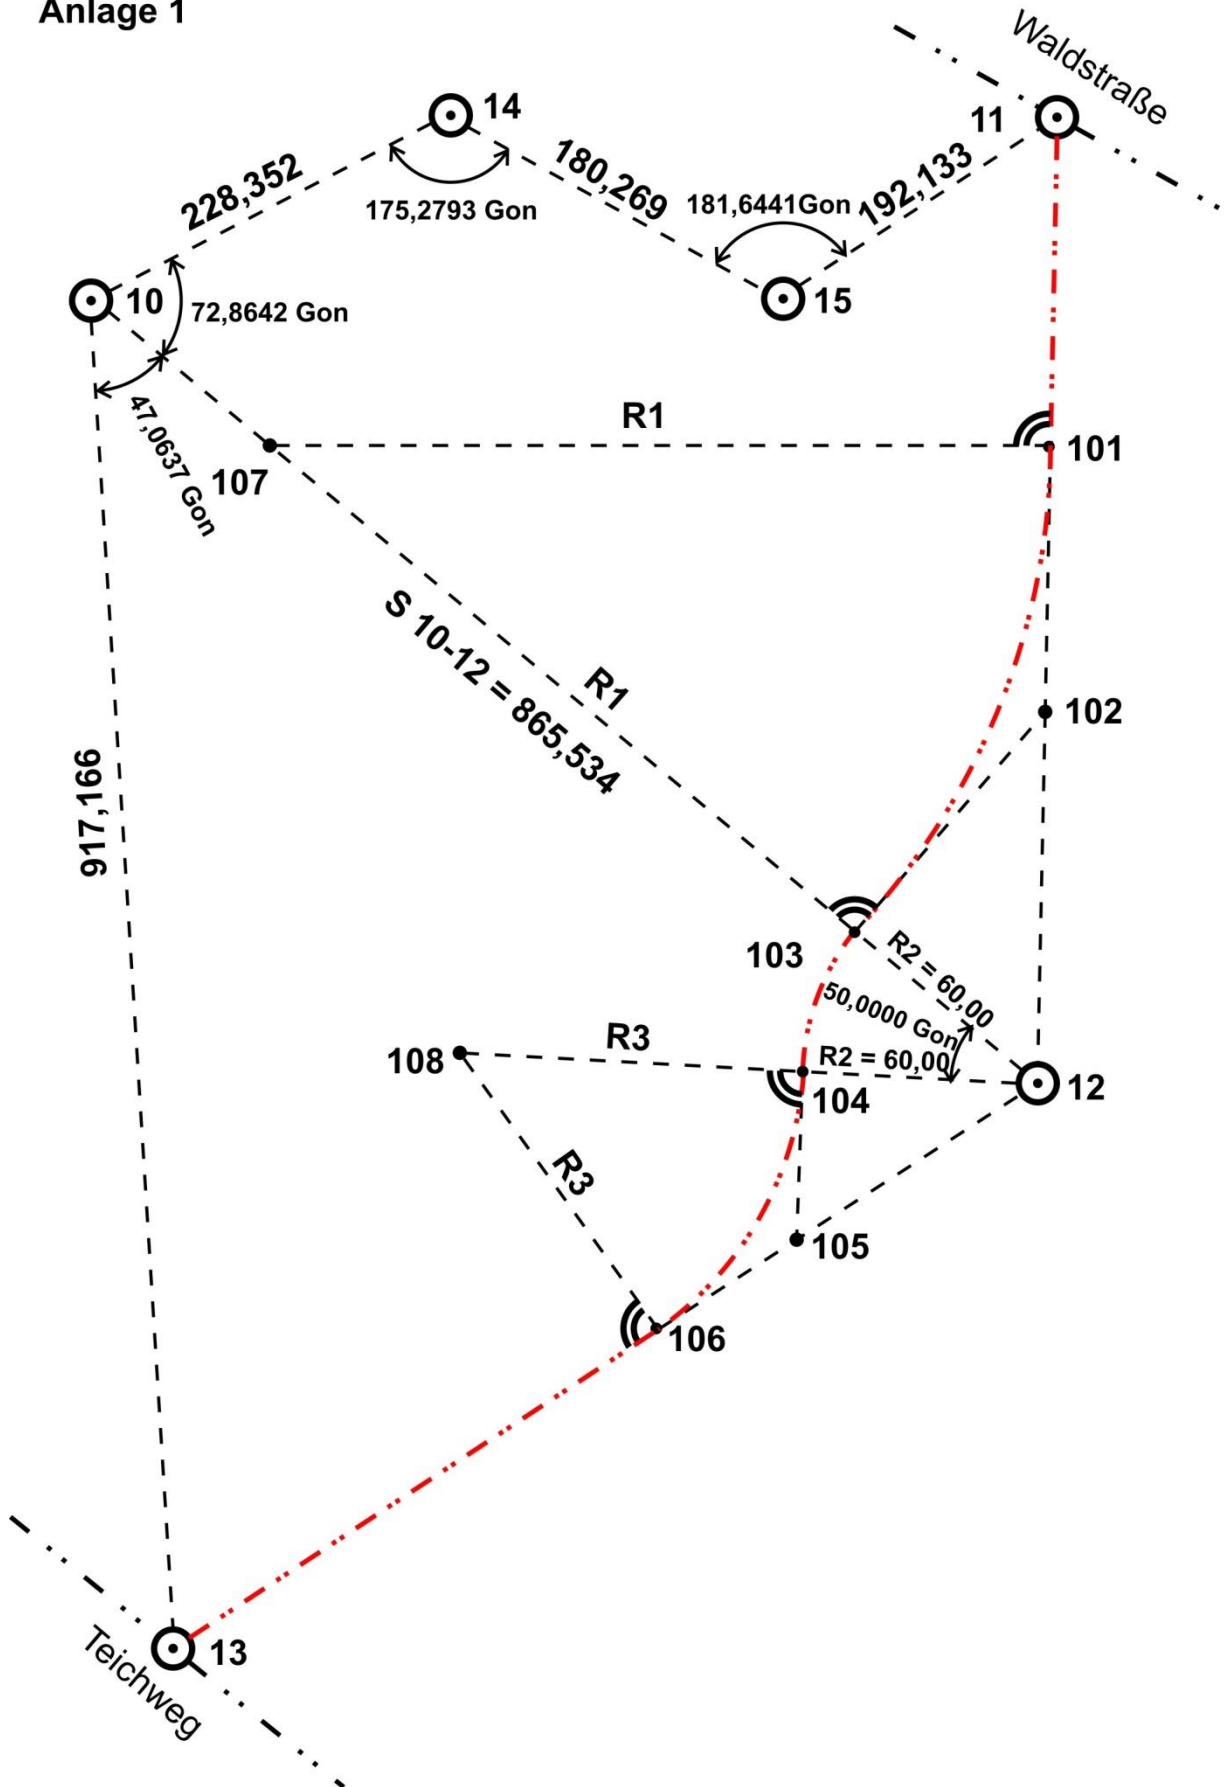 Anlage 1
Waldstraße
14
11
228,352
180,269
192,133
175,2793 Gon
181,6441Gon
10
15
72,8642 Gon
47,0637 Gon
R1
107
101
R1
S 10-12 = 865,534
102
917,166
103
R2 = 60,00
50,0000 Gon
R3
R2 = 60,00
108
104
12
R3
105
106
13
Teichweg